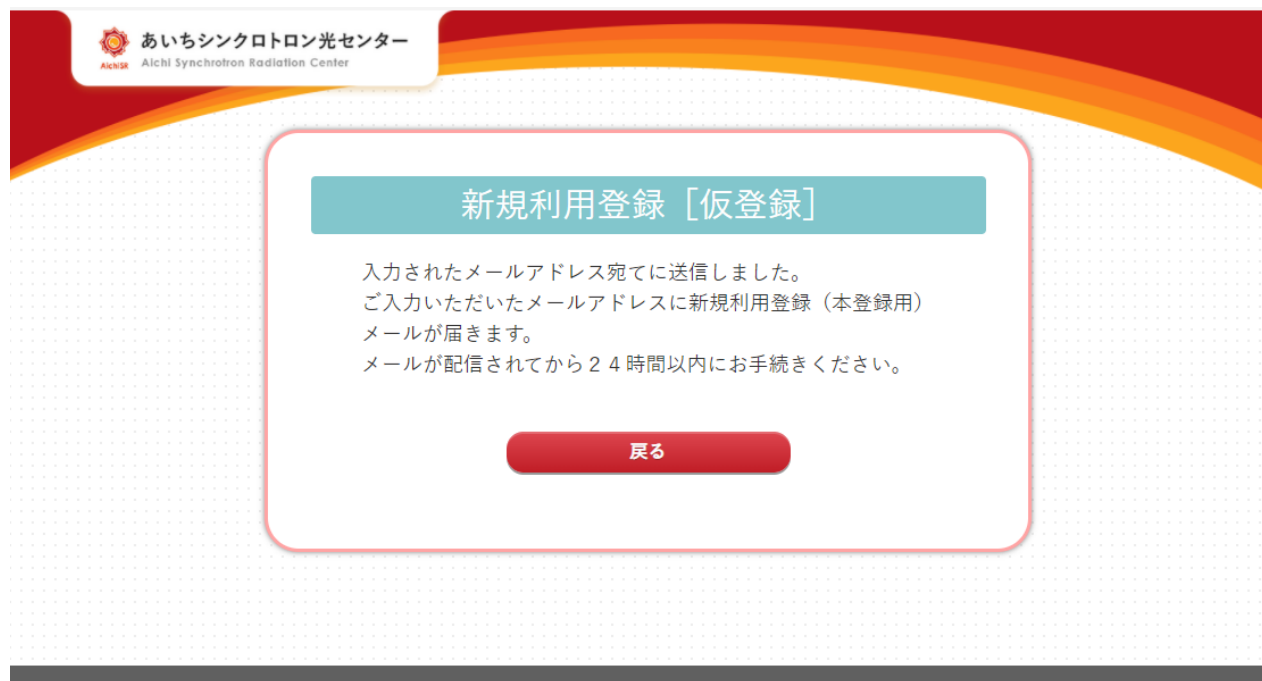 あいちシンクロトロン光センター
AichiSR
Aichi Synchrotron Radiation Center
新規利用登録［仮登録］
入力されたメールアドレス宛てに送信しました。
ご入力いただいたメールアドレスに新規利用登録（本登録用）
メールが届きます。
メールが配信されてから２４時間以内にお手続きください。
戻る